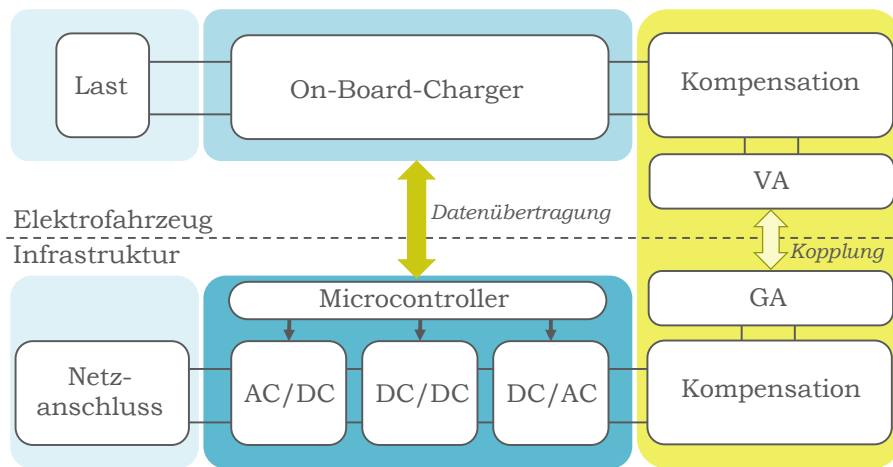 Last
On-Board-Charger
Kompensation
VA
Elektrofahrzeug
Datenübertragung
Infrastruktur
Kopplung
Microcontroller
GA
Netz-
anschluss
AC/DC
DC/DC
DC/AC
Kompensation